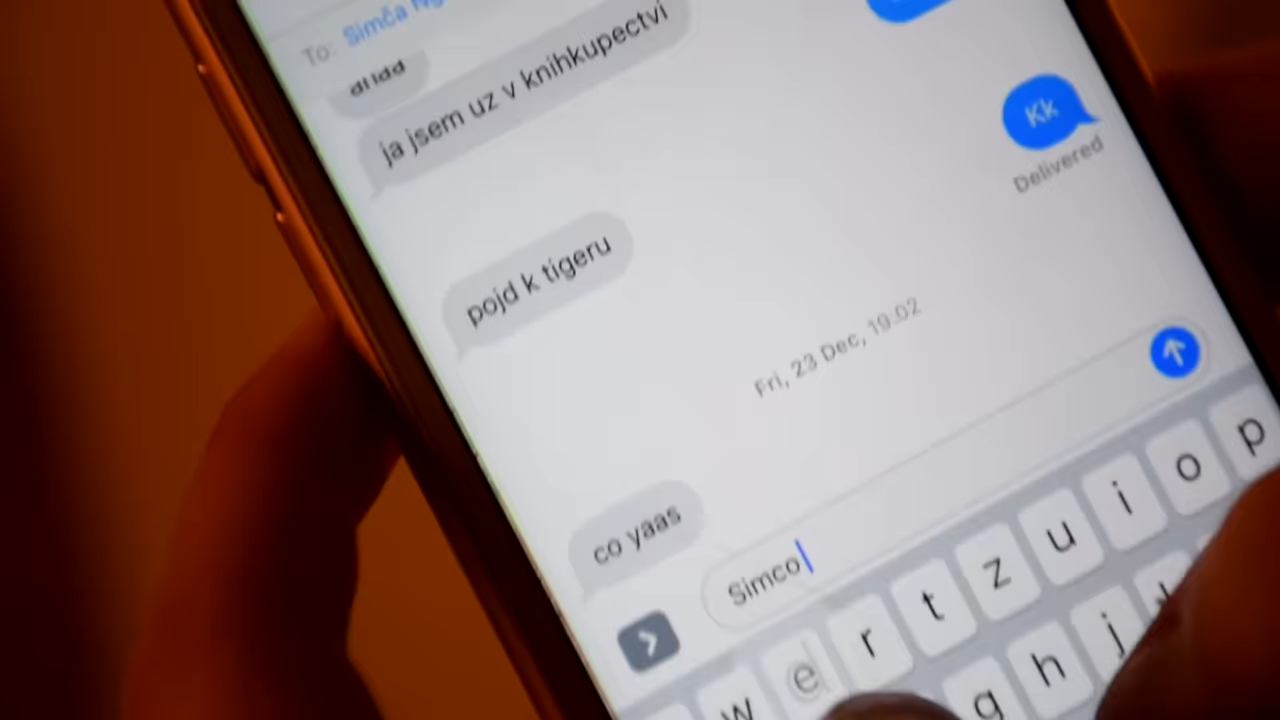 To: Simča
ja jsem uz v knihkupectvi
Kk
Delivered
pojd k tigeru
Fri, 23 Dec, 19:02
co yaas
Simco
w e r t z u i o p
g h j